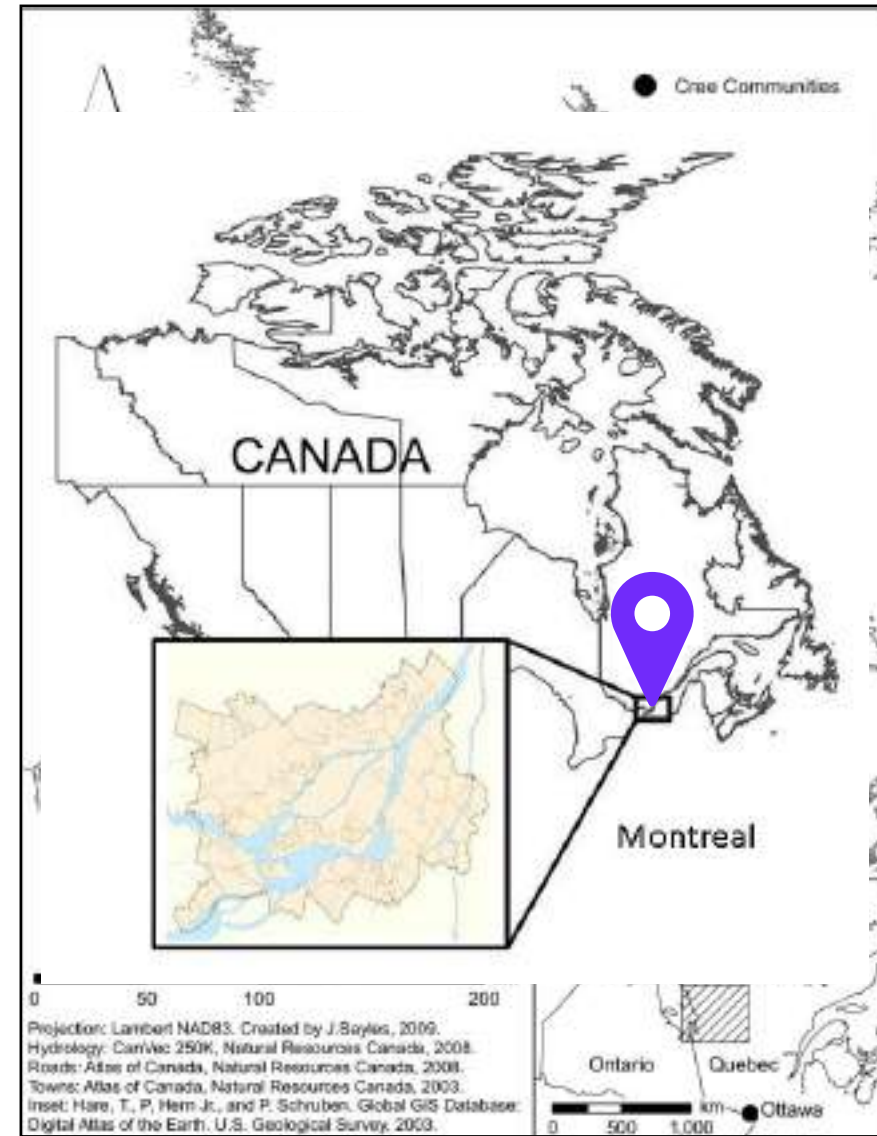 Cree Communities
CANADA
Montreal
0 50 100 200
Projection: Lambert NAD83. Created by J.Sayles, 2009.
Hydrology: CanVec 250K, Natural Resources Canada, 2008.
Roads: Atlas of Canada, Natural Resources Canada, 2008.
Towns: Atlas of Canada, Natural Resources Canada, 2003.
Inset: Hare, T., P. Hern Jr., and P. Schruben. Global GIS Database:
Digital Atlas of the Earth. U.S. Geological Survey. 2003.
Ontario Quebec
km Ottawa
0 500 1,000